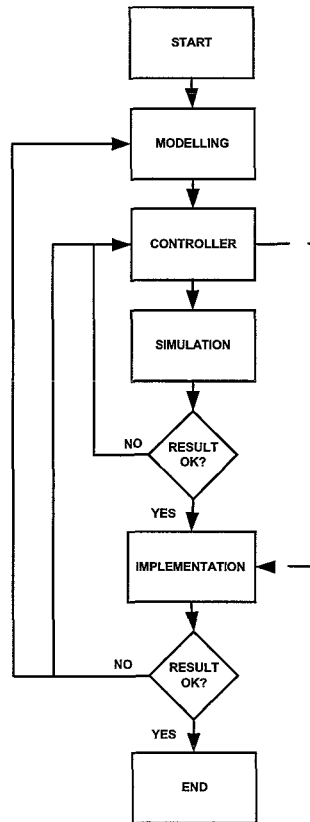 START
MODELLING
CONTROLLER
SIMULATION
NO
RESULT
OK?
YES
IMPLEMENTATION
NO
RESULT
OK?
YES
END